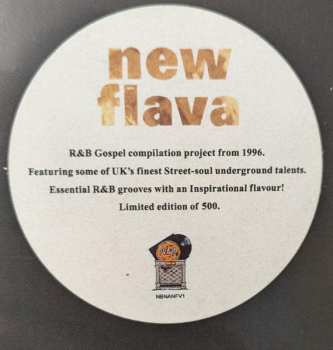 new
flava
R&B Gospel compilation project from 1996.
Featuring some of UK's finest Street-soul underground talents.
Essential R&B grooves with an Inspirational flavour!
Limited edition of 500.
NBNANFV1